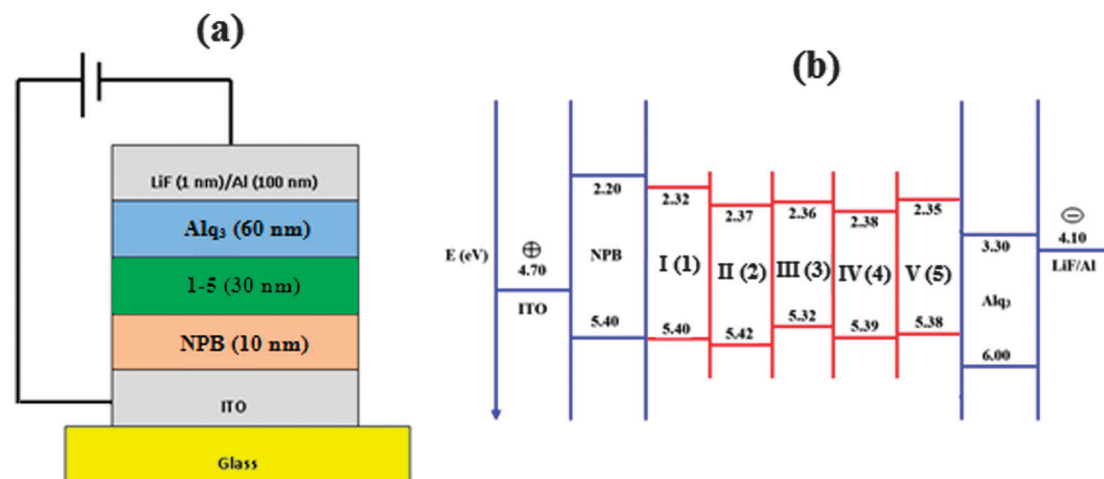 (a)
LiF (1 nm)/Al (100 nm)
Alq₃ (60 nm)
1-5 (30 nm)
NPB (10 nm)
ITO
Glass
(b)
E (eV)
⊕
4.70
ITO
2.20
NPB
5.40
2.32
I (1)
5.40
2.37
II (2)
5.42
2.36
III (3)
5.32
2.38
IV (4)
5.39
2.35
V (5)
5.38
3.30
Alq₃
6.00
⊖
4.10
LiF/Al